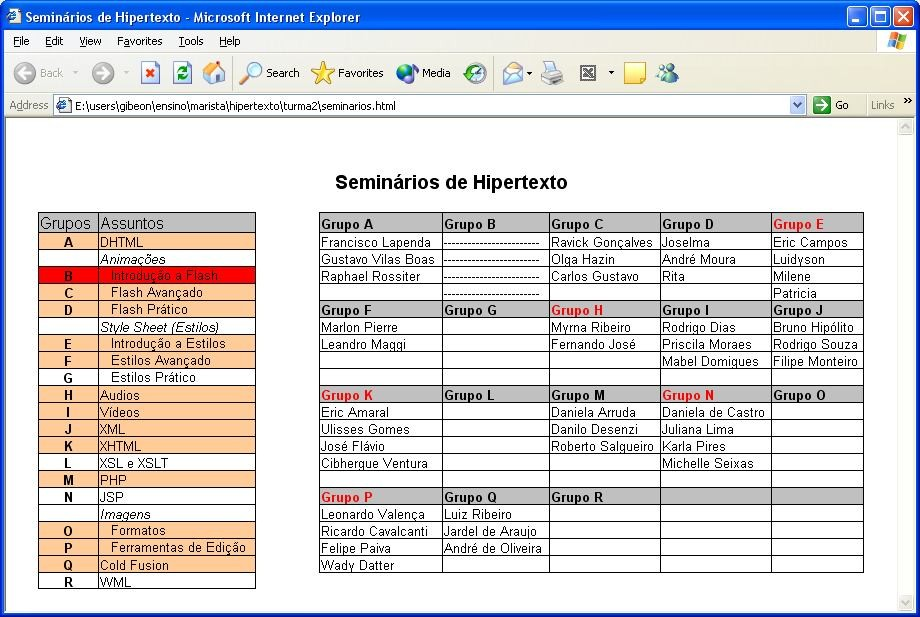 Seminários de Hipertexto - Microsoft Internet Explorer
File Edit View Favorites Tools Help
Back Search Favorites Media
Address E:\users\gibeon\ensino\marista\hipertexto\turma2\seminarios.html Go Links »
Seminários de Hipertexto
Grupos Assuntos
A DHTML
Animações
B Introdução a Flash
C Flash Avançado
D Flash Prático
Style Sheet (Estilos)
E Introdução a Estilos
F Estilos Avançado
G Estilos Prático
H Audios
I Vídeos
J XML
K XHTML
L XSL e XSLT
M PHP
N JSP
Imagens
O Formatos
P Ferramentas de Edição
Q Cold Fusion
R WML
Grupo A Grupo B Grupo C Grupo D Grupo E
Francisco Lapenda ------------------------ Ravick Gonçalves Joselma Eric Campos
Gustavo Vilas Boas ------------------------ Olga Hazin André Moura Luidyson
Raphael Rossiter ------------------------ Carlos Gustavo Rita Milene
------------------------ Patricia
Grupo F Grupo G Grupo H Grupo I Grupo J
Marlon Pierre Myrna Ribeiro Rodrigo Dias Bruno Hipólito
Leandro Maggi Fernando José Priscila Moraes Rodrigo Souza
Mabel Domigues Filipe Monteiro
Grupo K Grupo L Grupo M Grupo N Grupo O
Eric Amaral Daniela Arruda Daniela de Castro
Ulisses Gomes Danilo Desenzi Juliana Lima
José Flávio Roberto Salgueiro Karla Pires
Cibhergue Ventura Michelle Seixas
Grupo P Grupo Q Grupo R
Leonardo Valença Luiz Ribeiro
Ricardo Cavalcanti Jardel de Araujo
Felipe Paiva André de Oliveira
Wady Datter